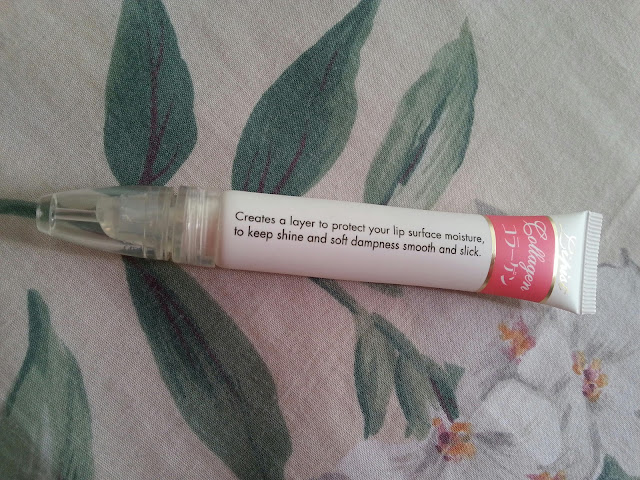 Creates a layer to protect your lip surface moisture,
to keep shine and soft dampness smooth and slick.
Collagen
コラーゲン